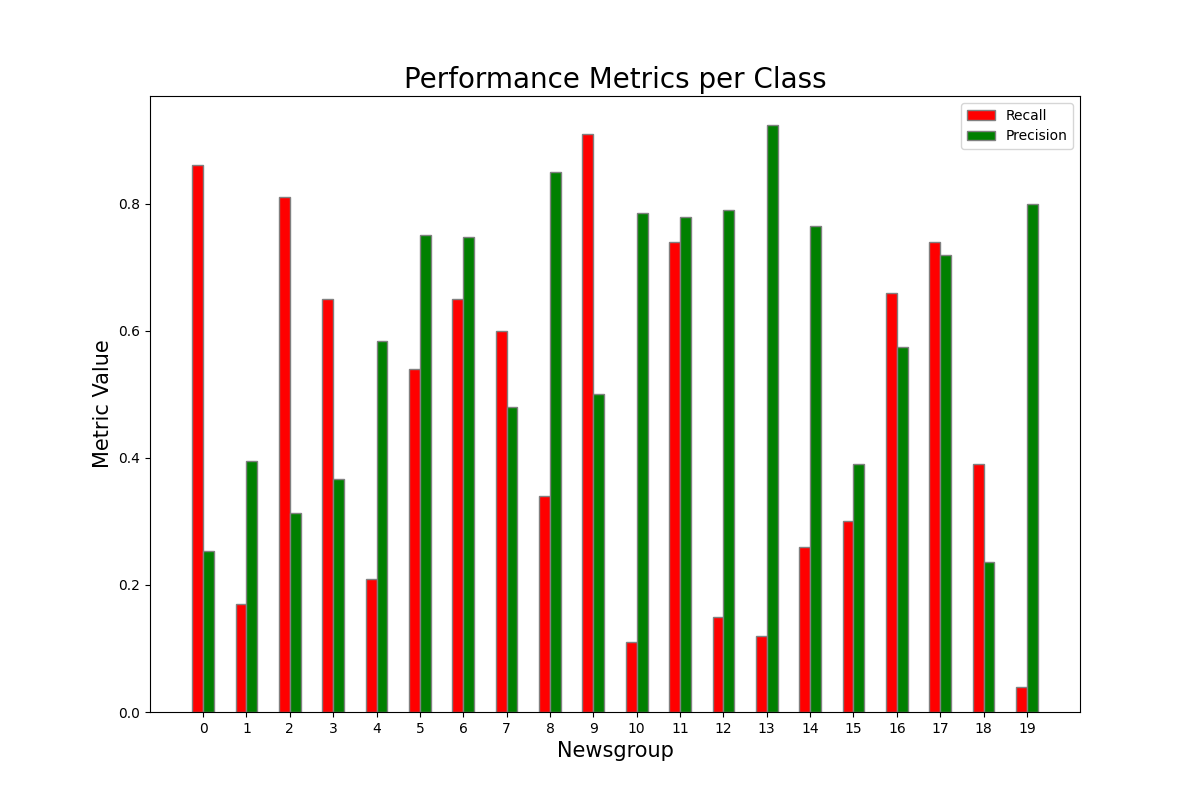 Performance Metrics per Class
Recall
Precision
Metric Value
0.8
0.6
0.4
0.2
0.0
0 1 2 3 4 5 6 7 8 9 10 11 12 13 14 15 16 17 18 19
Newsgroup